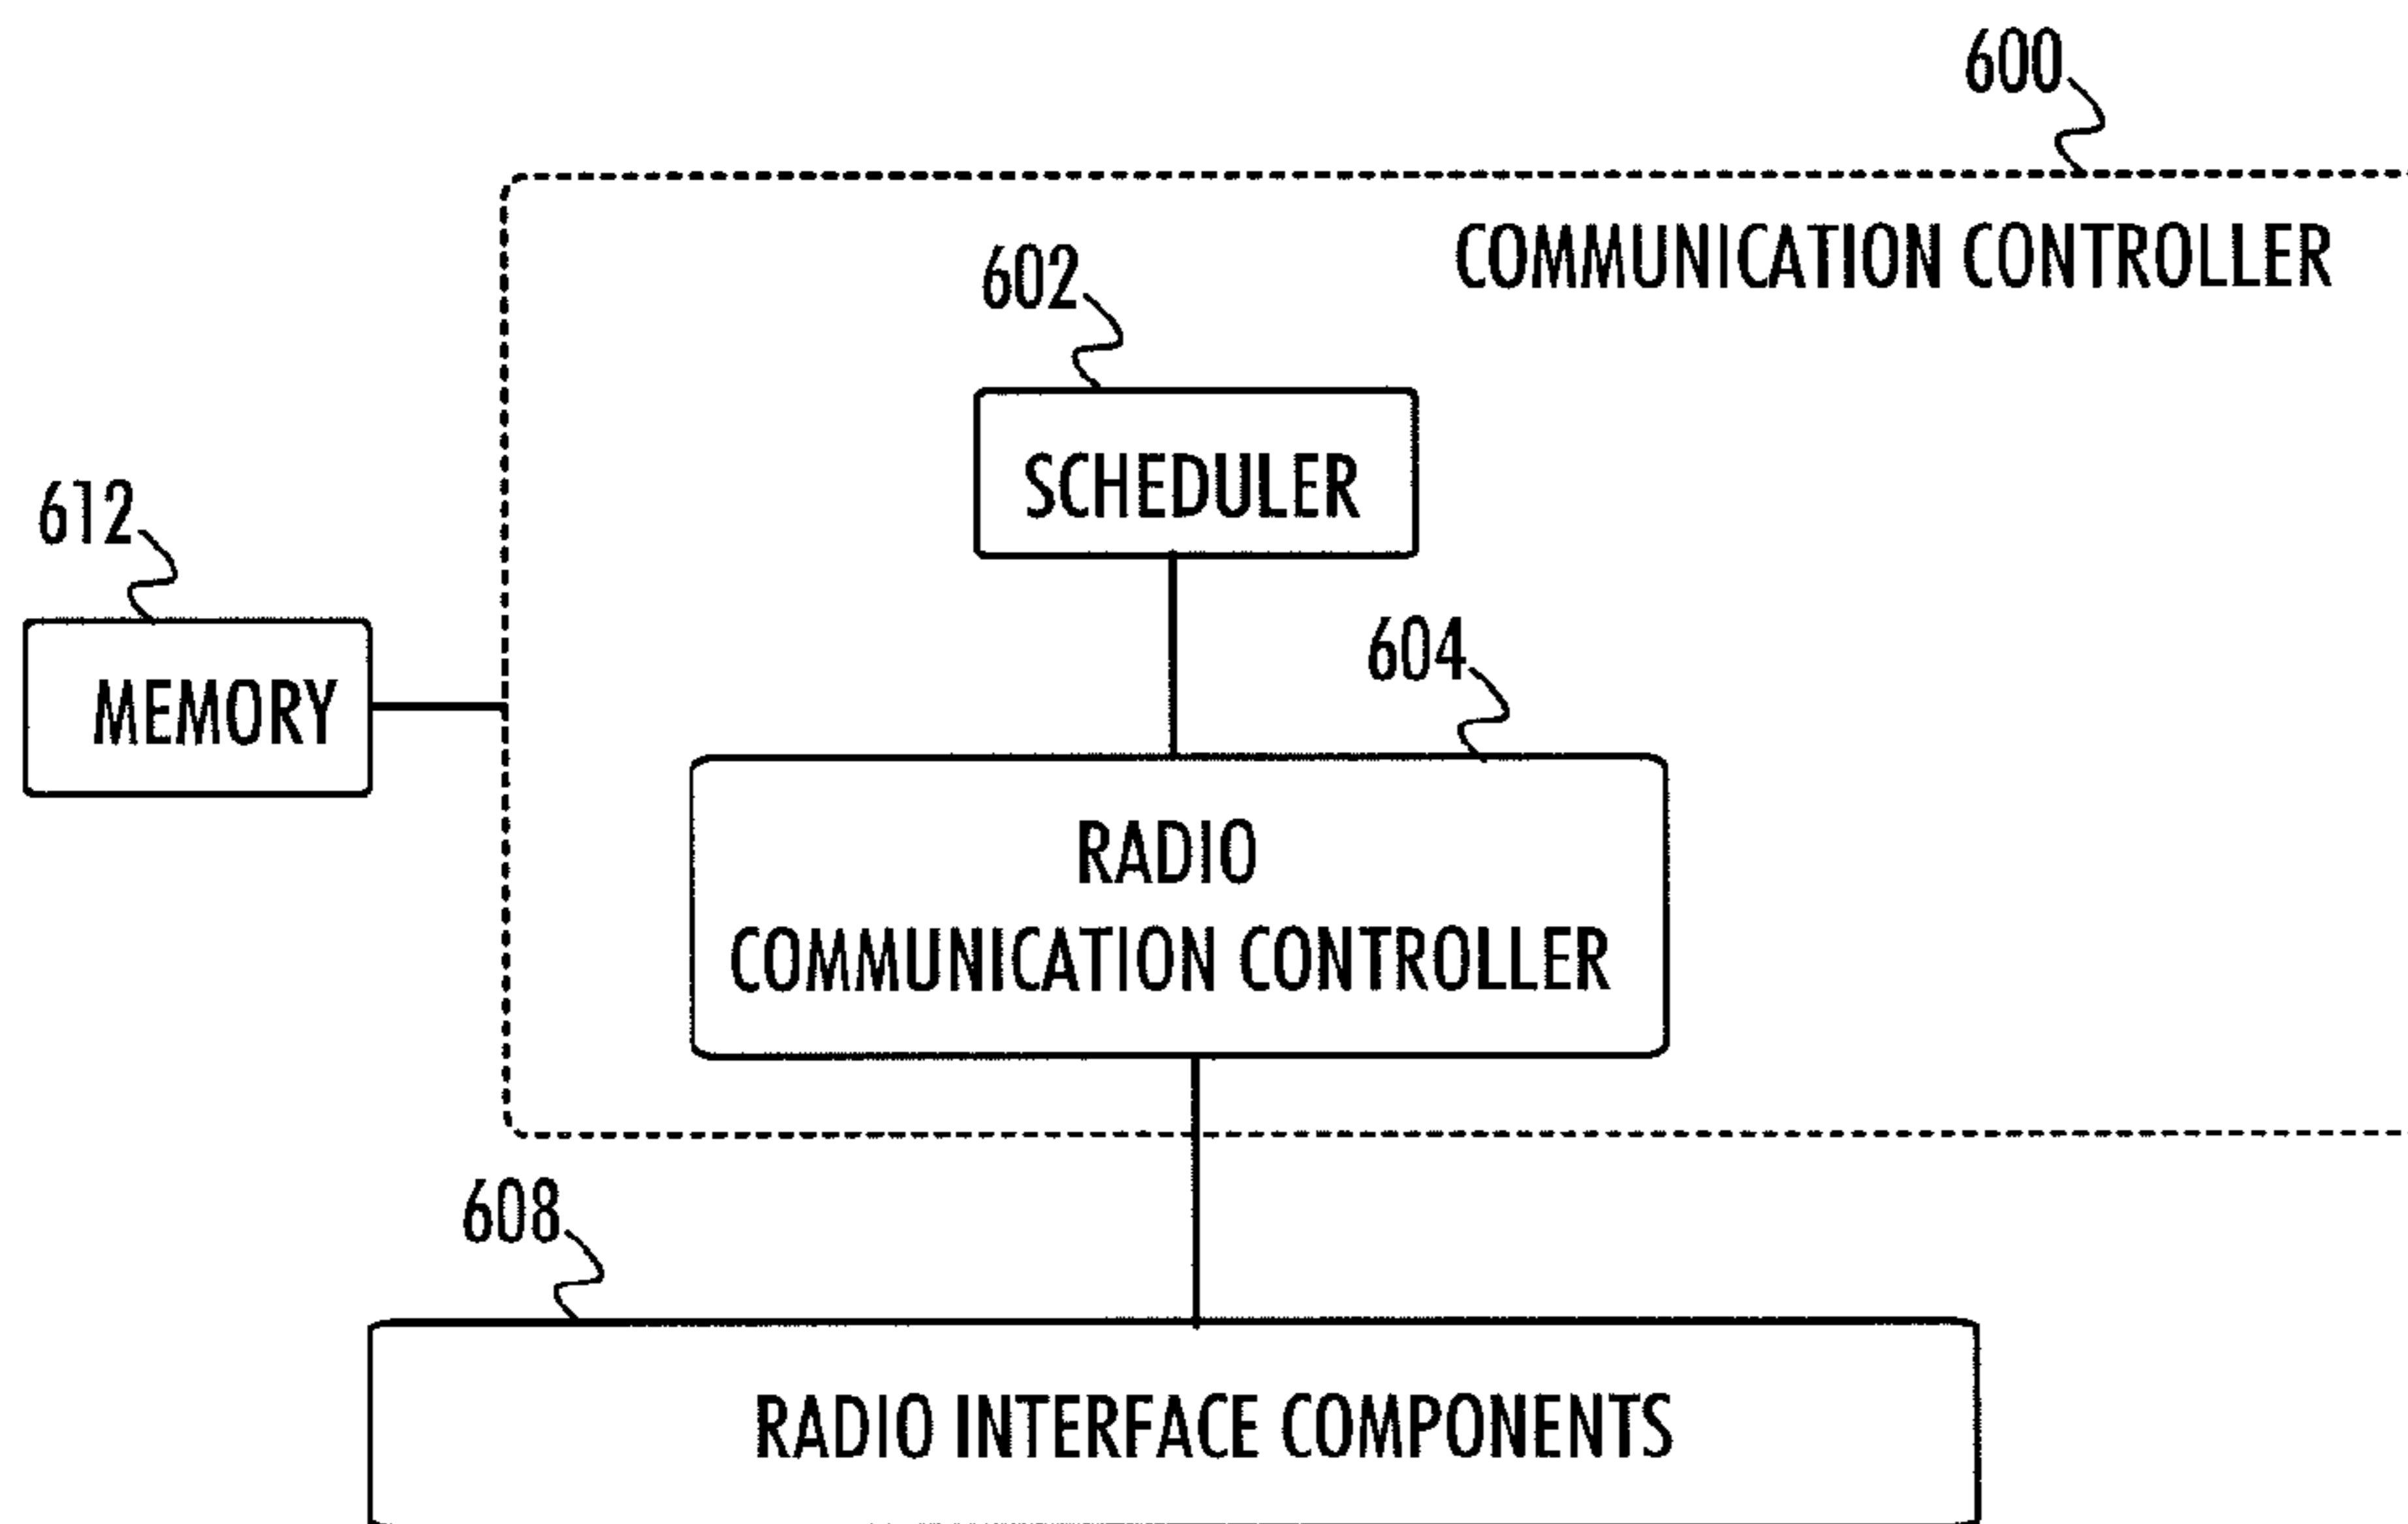 600
COMMUNICATION CONTROLLER
602
SCHEDULER
612
MEMORY
604
RADIO
COMMUNICATION CONTROLLER
608
RADIO INTERFACE COMPONENTS